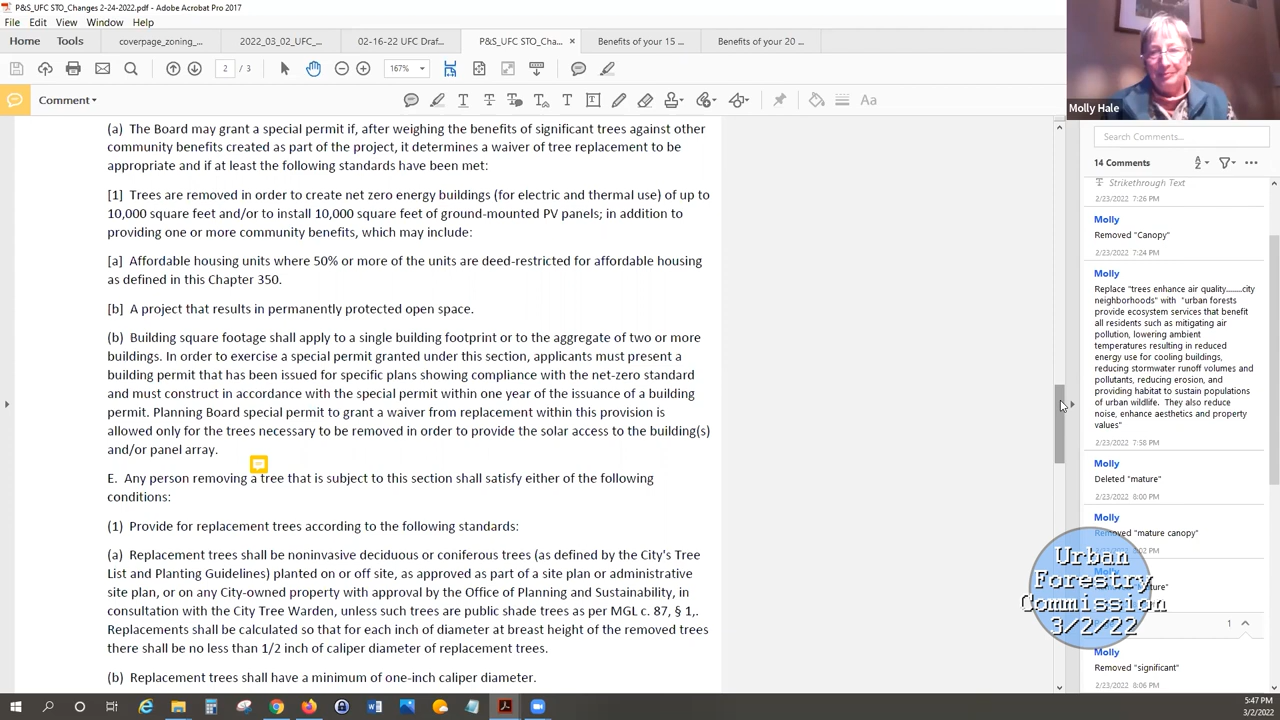 P&S_UFC STO_Changes 2-24-2022.pdf - Adobe Acrobat Pro 2017
File Edit View Window Help
Home Tools coverpage_zoning_... 2022_03_02_UFC_... 02-16-22 UFC Draf... P&S_UFC STO_Cha... × Benefits of your 15 ... Benefits of your 20 ...
2 / 3 167%
Comment
(a) The Board may grant a special permit if, after weighing the benefits of significant trees against other
community benefits created as part of the project, it determines a waiver of tree replacement to be
appropriate and if at least the following standards have been met:
[1] Trees are removed in order to create net zero energy buildings (for electric and thermal use) of up to
10,000 square feet and/or to install 10,000 square feet of ground-mounted PV panels; in addition to
providing one or more community benefits, which may include:
[a] Affordable housing units where 50% or more of the units are deed-restricted for affordable housing
as defined in this Chapter 350.
[b] A project that results in permanently protected open space.
(b) Building square footage shall apply to a single building footprint or to the aggregate of two or more
buildings. In order to exercise a special permit granted under this section, applicants must present a
building permit that has been issued for specific plans showing compliance with the net-zero standard
and must construct in accordance with the special permit within one year of the issuance of a building
permit. Planning Board special permit to grant a waiver from replacement within this provision is
allowed only for the trees necessary to be removed in order to provide the solar access to the building(s)
and/or panel array.
E. Any person removing a tree that is subject to this section shall satisfy either of the following
conditions:
(1) Provide for replacement trees according to the following standards:
(a) Replacement trees shall be noninvasive deciduous or coniferous trees (as defined by the City's Tree
List and Planting Guidelines) planted on or off site, as approved as part of a site plan or administrative
site plan, or on any City-owned property with approval by the Office of Planning and Sustainability, in
consultation with the City Tree Warden, unless such trees are public shade trees as per MGL c. 87, § 1,.
Replacements shall be calculated so that for each inch of diameter at breast height of the removed trees
there shall be no less than 1/2 inch of caliper diameter of replacement trees.
(b) Replacement trees shall have a minimum of one-inch caliper diameter.
Molly Hale
Search Comments...
14 Comments
Strikethrough Text
2/23/2022 7:26 PM
Molly
Removed "Canopy"
2/23/2022 7:24 PM
Molly
Replace "trees enhance air quality........city
neighborhoods" with "urban forests
provide ecosystem services that benefit
all residents such as mitigating air
pollution, lowering ambient
temperatures resulting in reduced
energy use for cooling buildings,
reducing stormwater runoff volumes and
pollutants, reducing erosion, and
providing habitat to sustain populations
of urban wildlife. They also reduce
noise, enhance aesthetics and property
values"
2/23/2022 7:58 PM
Molly
Deleted "mature"
2/23/2022 8:00 PM
Molly
Removed "mature canopy"
Urban
Forestry
Commission
3/2/22
1
Molly
Removed "significant"
2/23/2022 8:06 PM
5:47 PM
3/2/2022